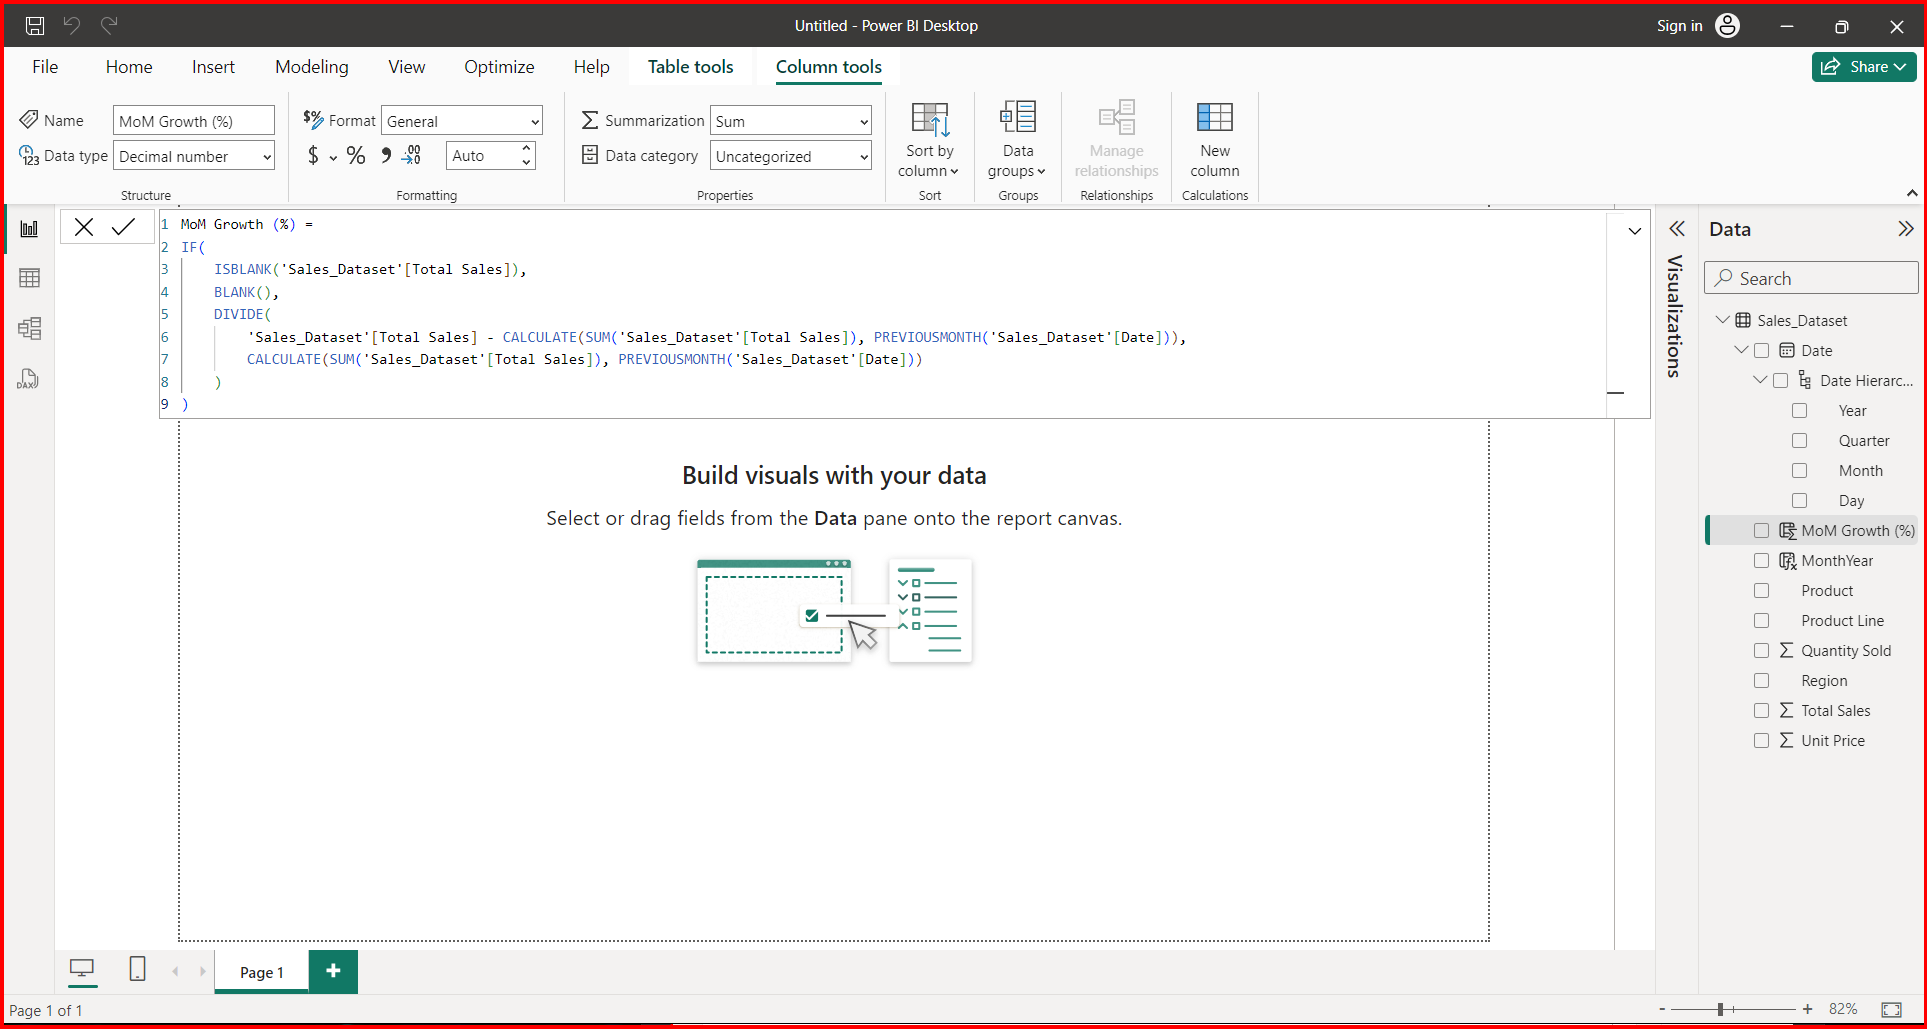 Untitled - Power BI Desktop
Sign in
File Home Insert Modeling View Optimize Help Table tools Column tools
Share
Name MoM Growth (%)
Data type Decimal number
Structure
$% Format General
$ % 9 .00 Auto
Formatting
Summarization Sum
Data category Uncategorized
Properties
Sort by
column
Sort
Data
groups
Groups
Manage
relationships
Relationships
New
column
Calculations
1 MoM Growth (%) =
2 IF(
3 ISBLANK('Sales_Dataset'[Total Sales]),
4 BLANK(),
5 DIVIDE(
6 'Sales_Dataset'[Total Sales] - CALCULATE(SUM('Sales_Dataset'[Total Sales]), PREVIOUSMONTH('Sales_Dataset'[Date])),
7 CALCULATE(SUM('Sales_Dataset'[Total Sales]), PREVIOUSMONTH('Sales_Dataset'[Date]))
8 )
9 )
Build visuals with your data
Select or drag fields from the Data pane onto the report canvas.
Visualizations
Data
Search
Sales_Dataset
Date
Date Hierarc...
Year
Quarter
Month
Day
MoM Growth (%)
MonthYear
Product
Product Line
Quantity Sold
Region
Total Sales
Unit Price
Page 1 +
Page 1 of 1
- + 82%